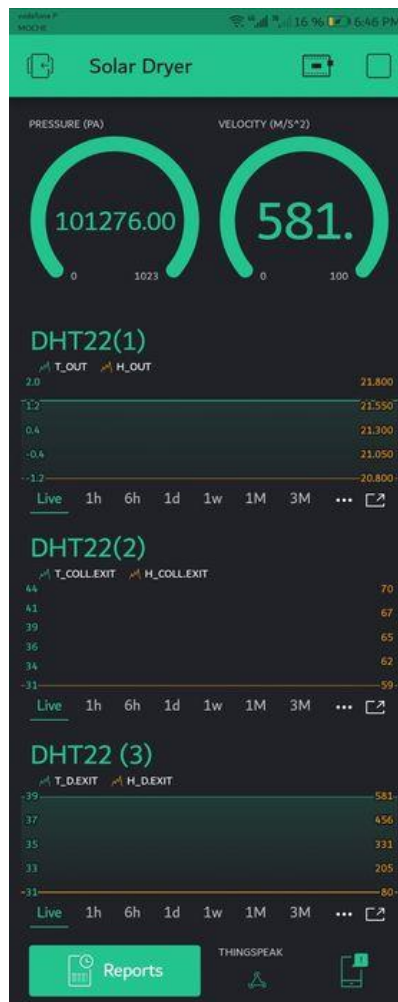 vodafone P
MOCHE
16 96 6:46 PM
Solar Dryer
PRESSURE (PA)
VELOCITY (M/S^2)
101276.00
581.
0 1023
0 100
DHT22(1)
T_OUT H_OUT
2.0 21.800
1.2 21.550
0.4 21.300
-0.4 21.050
-1.2 20.800
Live 1h 6h 1d 1w 1M 3M ...
DHT22(2)
T_COLL.EXIT H_COLL.EXIT
44 70
41 67
39 65
36 62
34
-31 59
Live 1h 6h 1d 1w 1M 3M ...
DHT22 (3)
T_D.EXIT H_D.EXIT
-39 581
37 456
35 331
33 205
-31 80
Live 1h 6h 1d 1w 1M 3M ...
Reports
THINGSPEAK